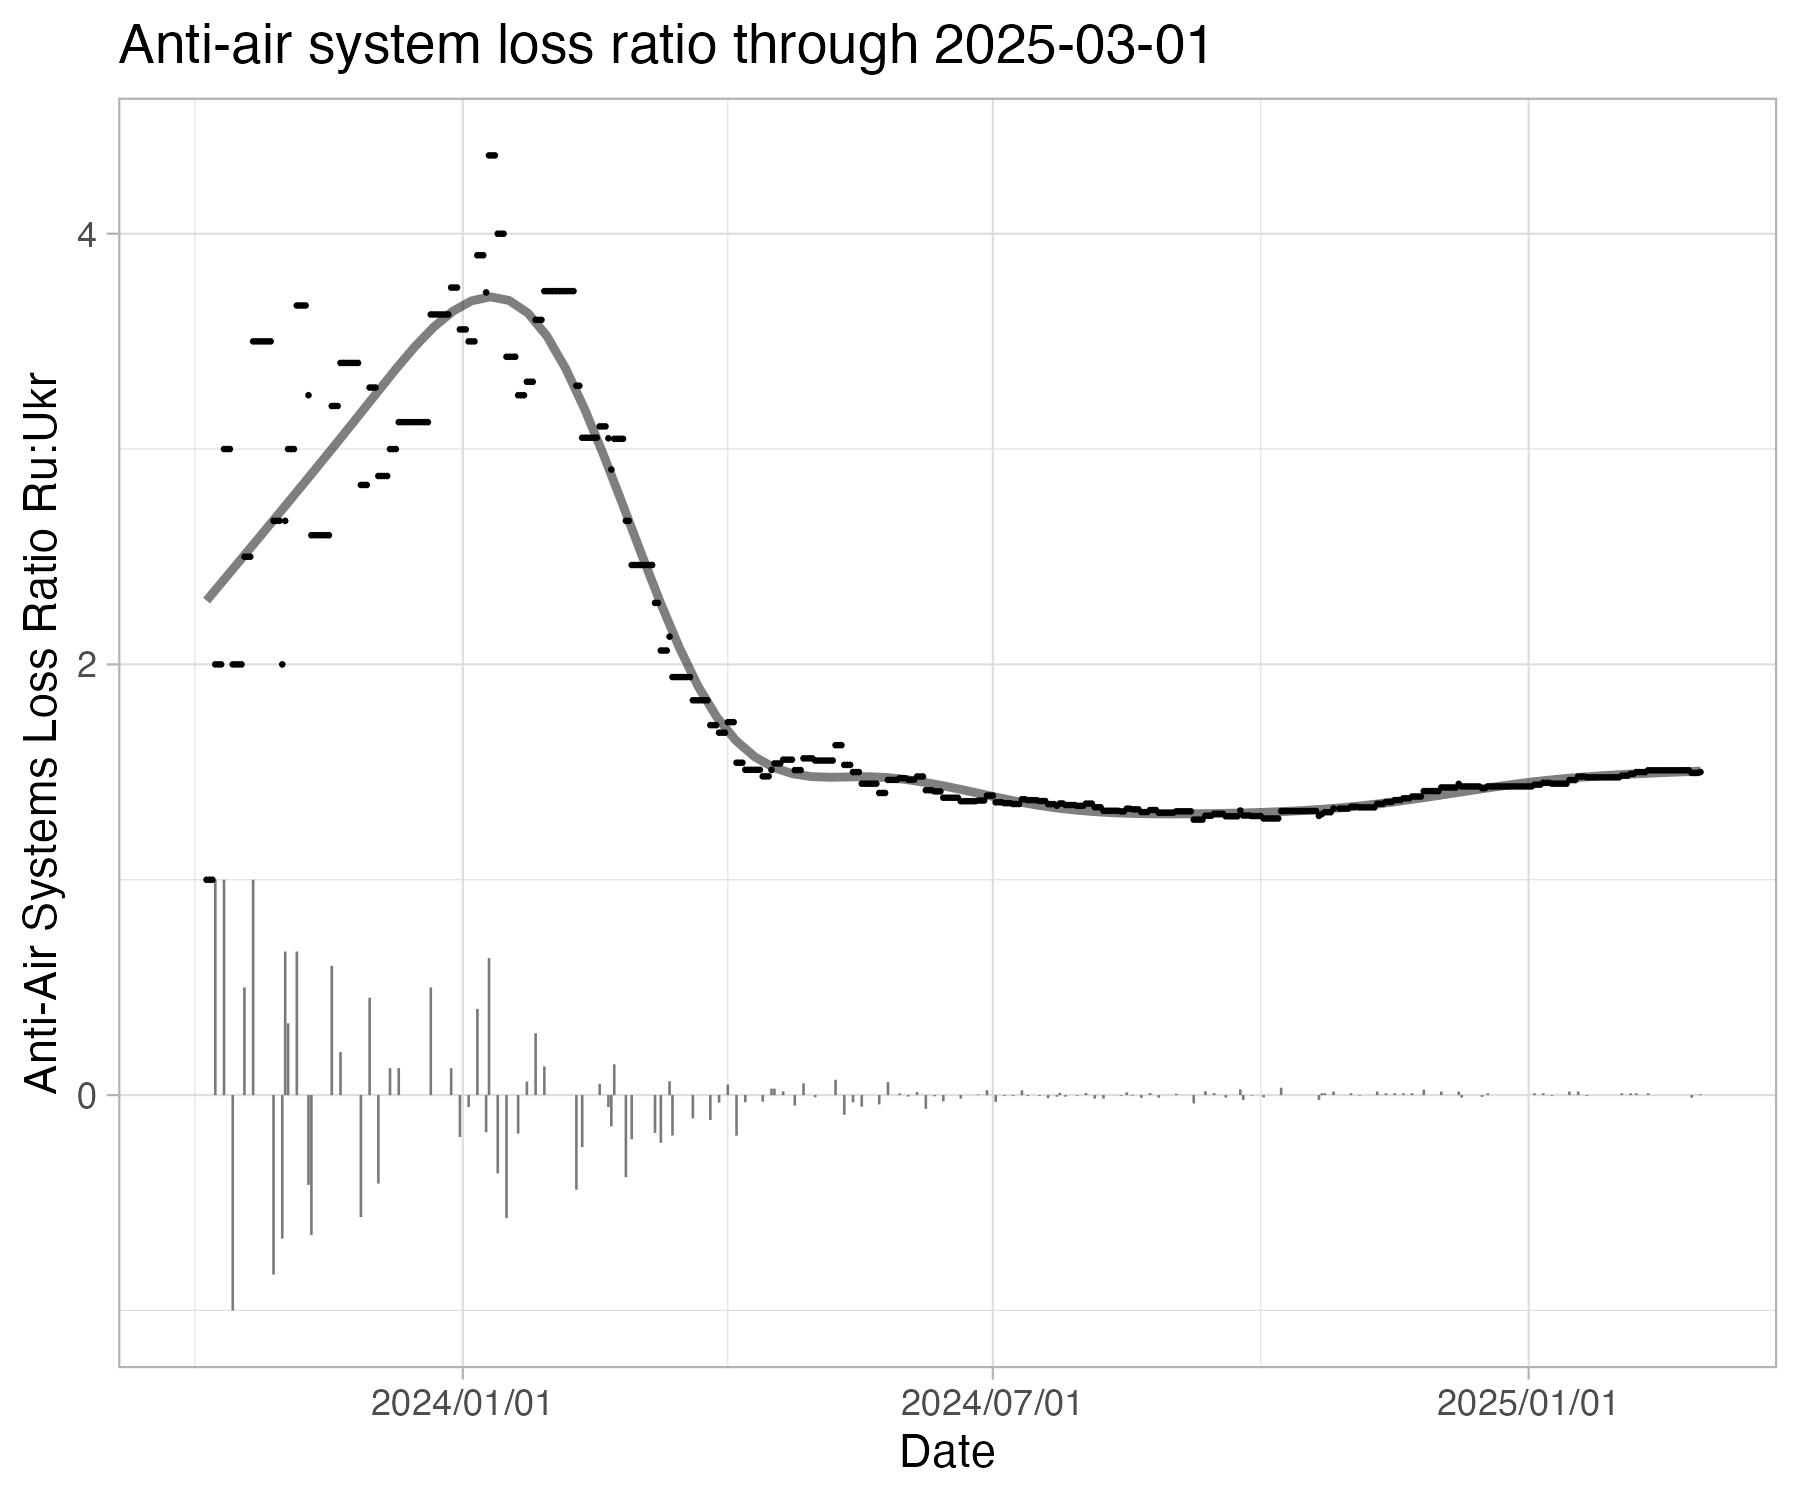 Anti-air system loss ratio through 2025-03-01
Anti-Air Systems Loss Ratio Ru:Ukr
4
2
0
2024/01/01
2024/07/01
2025/01/01
Date